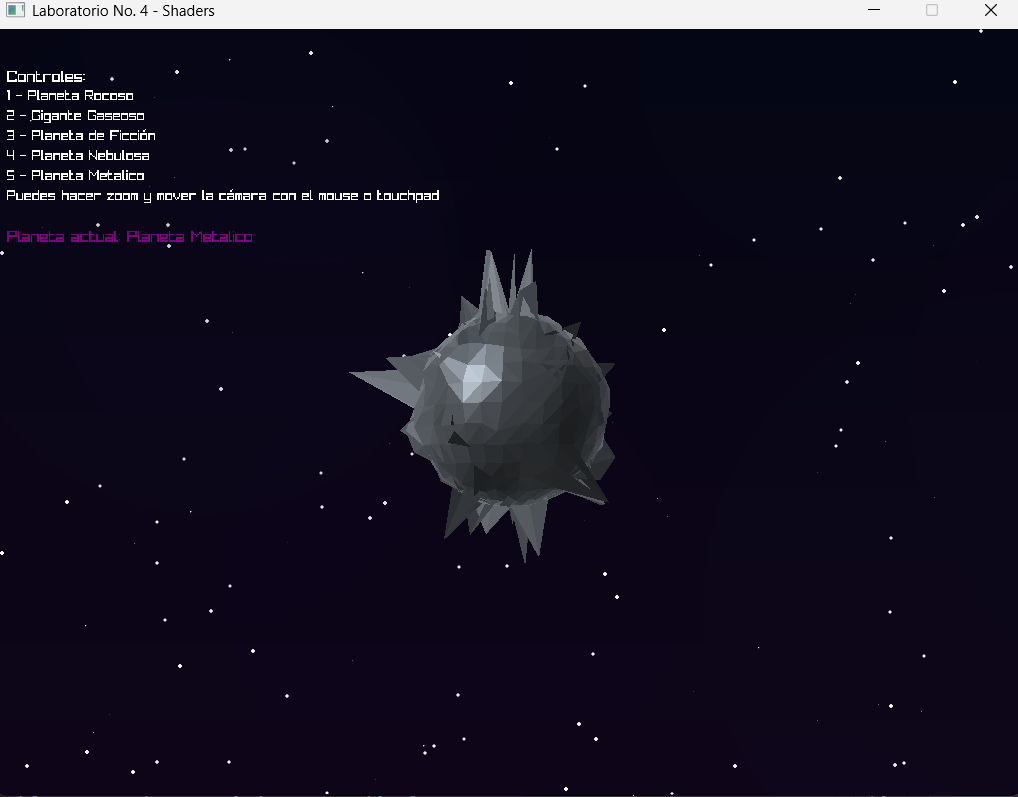 Laboratorio No. 4 - Shaders
Controles:
1 - Planeta Rocoso
2 - Gigante Gaseoso
3 - Planeta de Ficción
4 - Planeta Nebulosa
5 - Planeta Metalico
Puedes hacer zoom y mover la cámara con el mouse o touchpad
Planeta actual: Planeta Metalico